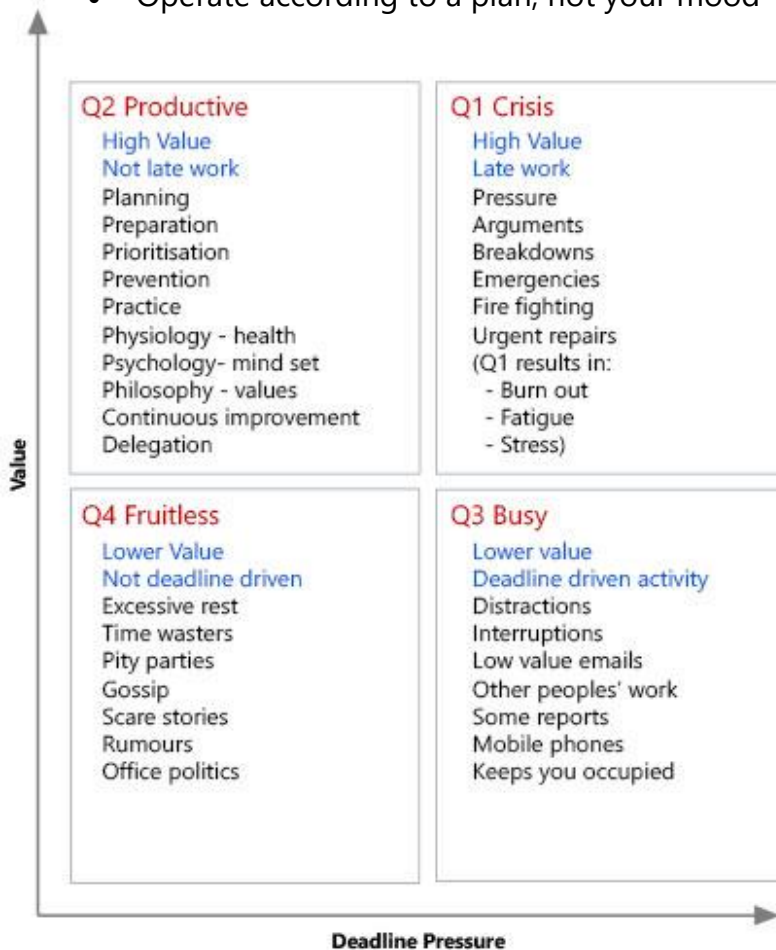 • Operate according to a plan, not your mood
Q2 Productive
High Value
Not late work
Planning
Preparation
Prioritisation
Prevention
Practice
Physiology - health
Psychology- mind set
Philosophy - values
Continuous improvement
Delegation
Q1 Crisis
High Value
Late work
Pressure
Arguments
Breakdowns
Emergencies
Fire fighting
Urgent repairs
(Q1 results in:
- Burn out
- Fatigue
- Stress)
Value
Q4 Fruitless
Lower Value
Not deadline driven
Excessive rest
Time wasters
Pity parties
Gossip
Scare stories
Rumours
Office politics
Q3 Busy
Lower value
Deadline driven activity
Distractions
Interruptions
Low value emails
Other peoples' work
Some reports
Mobile phones
Keeps you occupied
Deadline Pressure